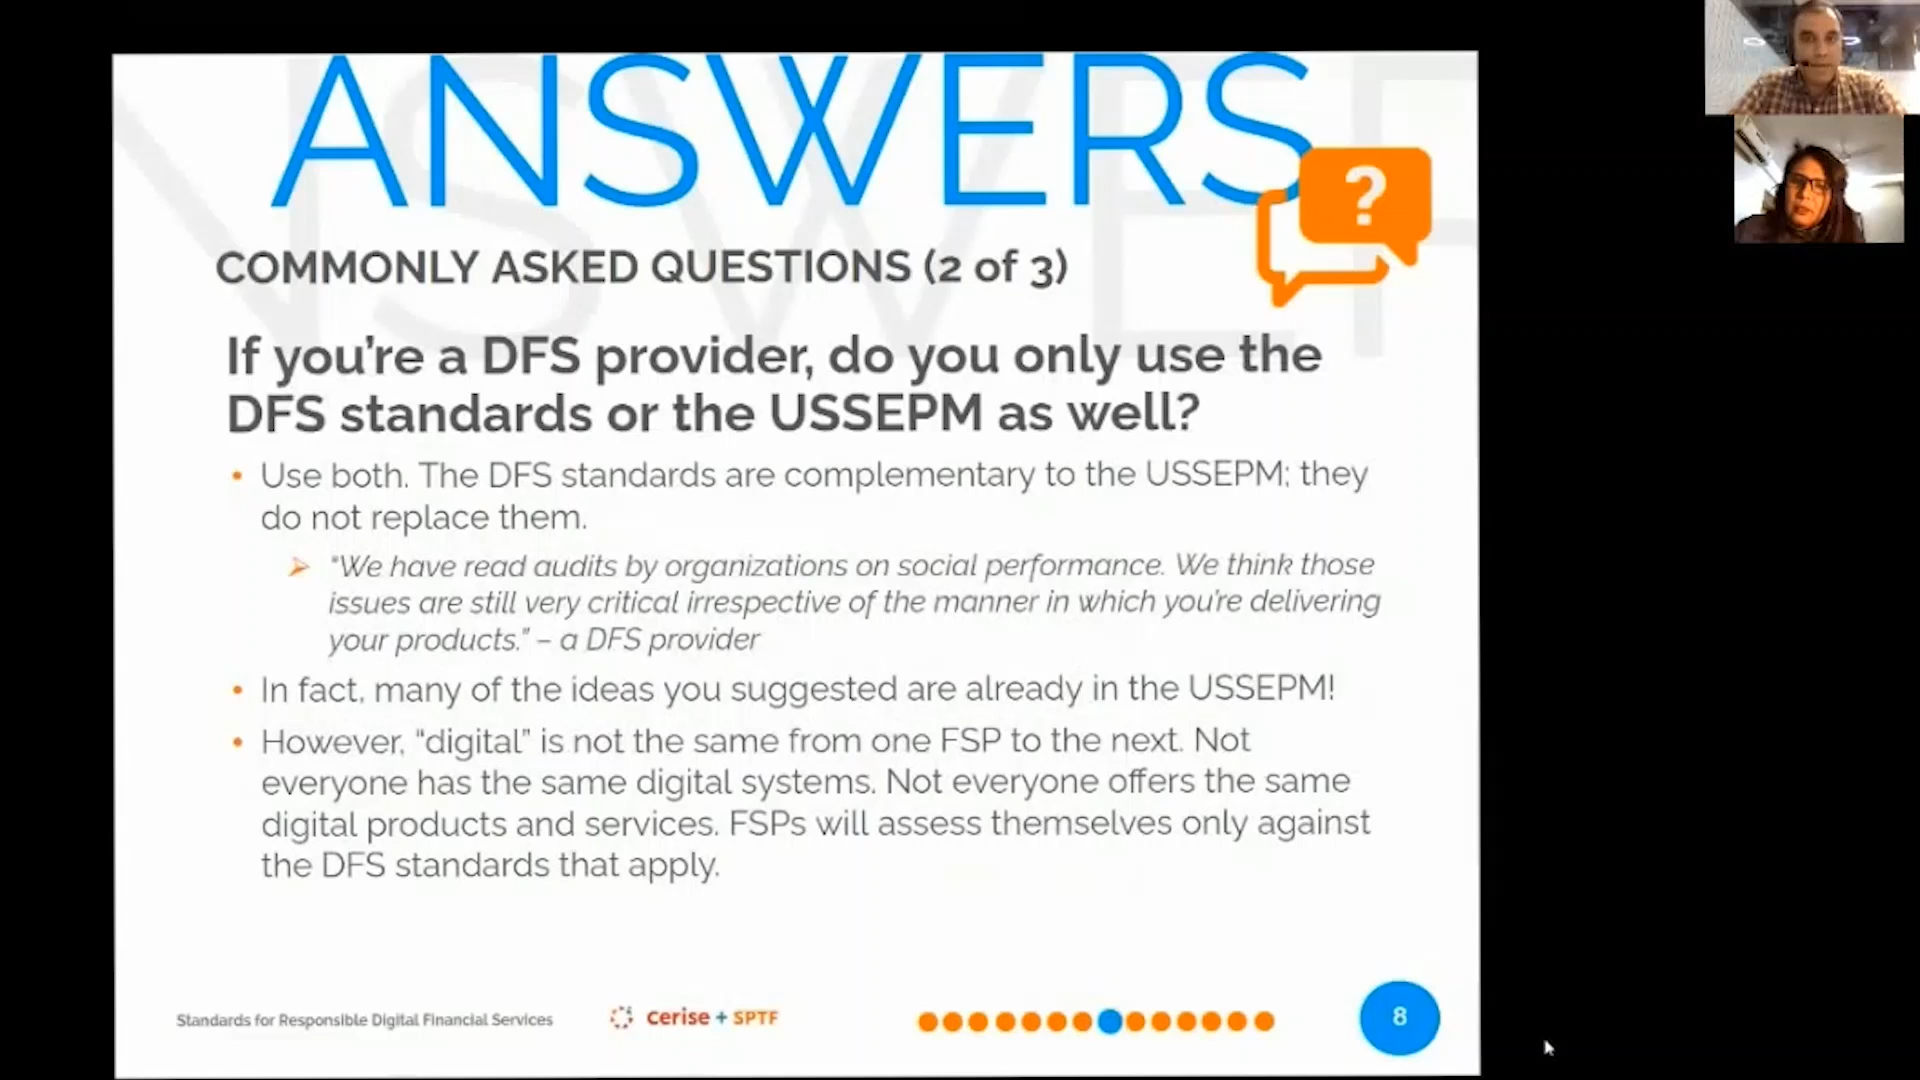 ANSWERS
?
COMMONLY ASKED QUESTIONS (2 of 3)
If you're a DFS provider, do you only use the
DFS standards or the USSEPM as well?
• Use both. The DFS standards are complementary to the USSEPM; they
do not replace them.
➢ "We have read audits by organizations on social performance. We think those
issues are still very critical irrespective of the manner in which you're delivering
your products." – a DFS provider
• In fact, many of the ideas you suggested are already in the USSEPM!
• However, "digital" is not the same from one FSP to the next. Not
everyone has the same digital systems. Not everyone offers the same
digital products and services. FSPs will assess themselves only against
the DFS standards that apply.
Standards for Responsible Digital Financial Services
cerise + SPTF
8